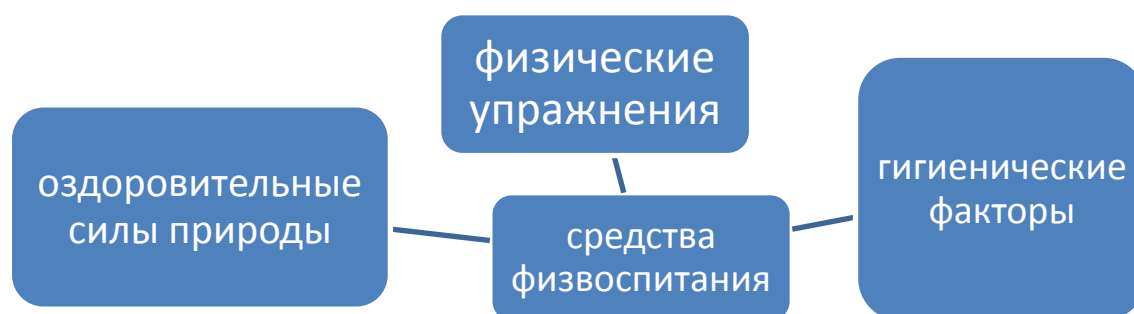 физические
упражнения
оздоровительные
силы природы
гигиенические
факторы
средства
физвоспитания